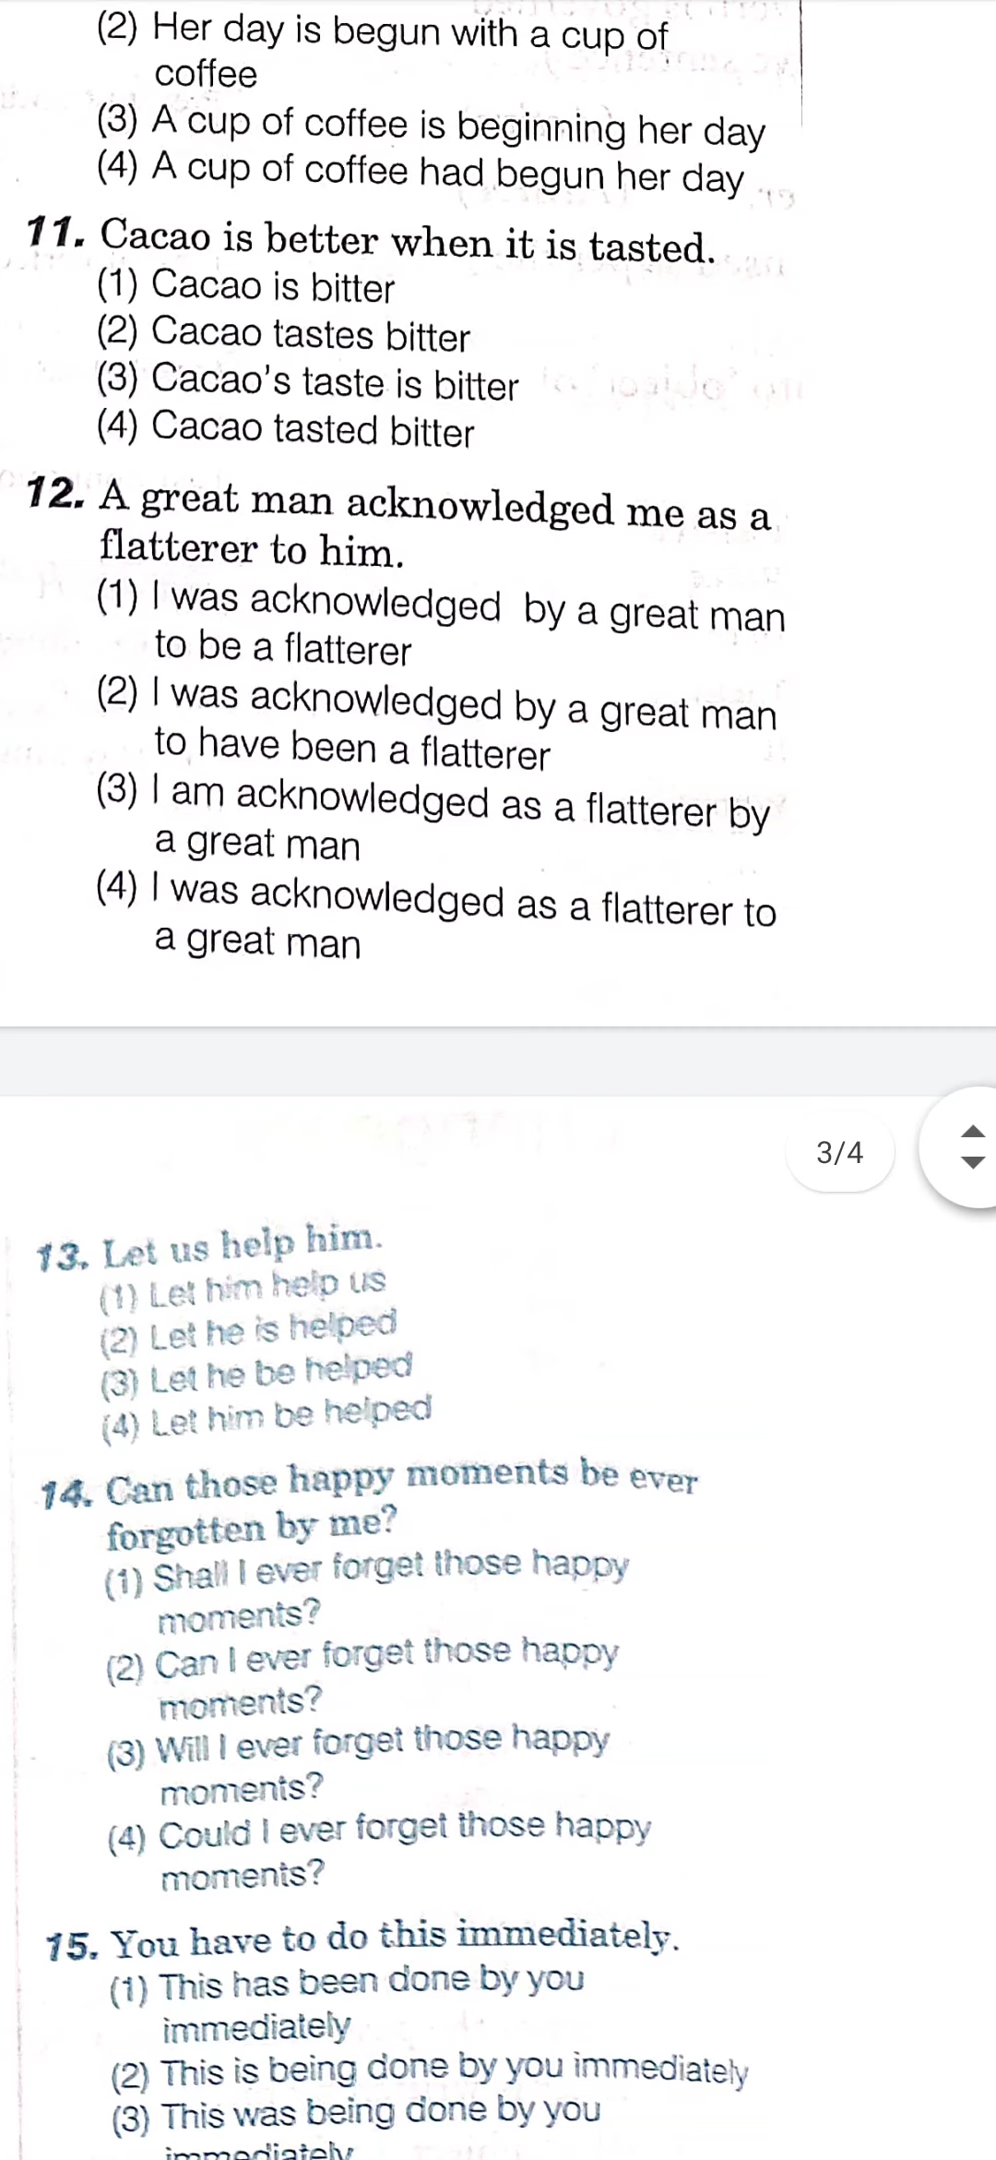 (2) Her day is begun with a cup of
coffee
(3) A cup of coffee is beginning her day
(4) A cup of coffee had begun her day
11. Cacao is better when it is tasted.
(1) Cacao is bitter
(2) Cacao tastes bitter
(3) Cacao's taste is bitter
(4) Cacao tasted bitter
12. A great man acknowledged me as a
flatterer to him.
(1) I was acknowledged by a great man
to be a flatterer
(2) I was acknowledged by a great man
to have been a flatterer
(3) I am acknowledged as a flatterer by
a great man
(4) I was acknowledged as a flatterer to
a great man
3/4
13. Let us help him.
(1) Let him help us
(2) Let he is helped
(3) Let he be helped
(4) Let him be helped
14. Can those happy moments be ever
forgotten by me?
(1) Shall I ever forget those happy
moments?
(2) Can I ever forget those happy
moments?
(3) Will I ever forget those happy
moments?
(4) Could I ever forget those happy
moments?
15. You have to do this immediately.
(1) This has been done by you
immediately
(2) This is being done by you immediately
(3) This was being done by you
immediately